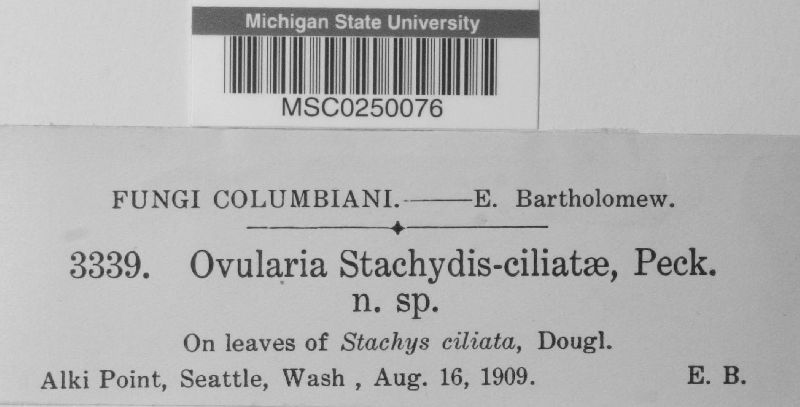 Michigan State University
MSC0250076
FUNGI COLUMBIANI.——E. Bartholomew.
3339. Ovularia Stachydis-ciliatæ, Peck.
n. sp.
On leaves of Stachys ciliata, Dougl.
Alki Point, Seattle, Wash , Aug. 16, 1909. E. B.